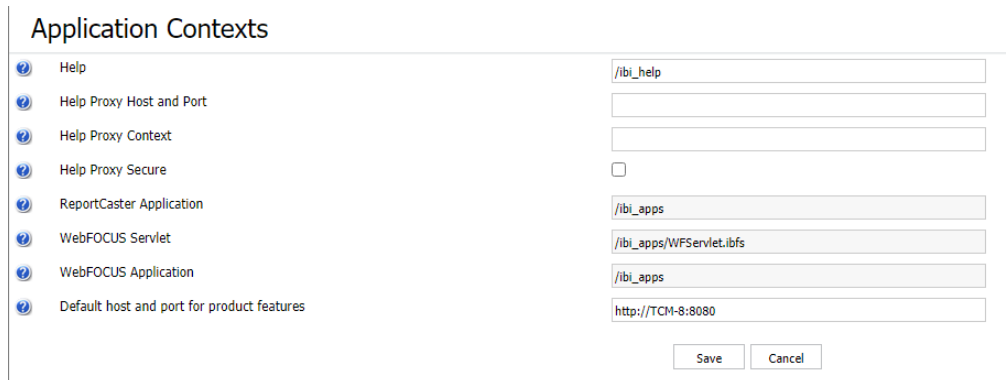 Application Contexts
Help /ibi_help
Help Proxy Host and Port
Help Proxy Context
Help Proxy Secure
ReportCaster Application /ibi_apps
WebFOCUS Servlet /ibi_apps/WFServlet.ibfs
WebFOCUS Application /ibi_apps
Default host and port for product features http://TCM-8:8080
Save Cancel